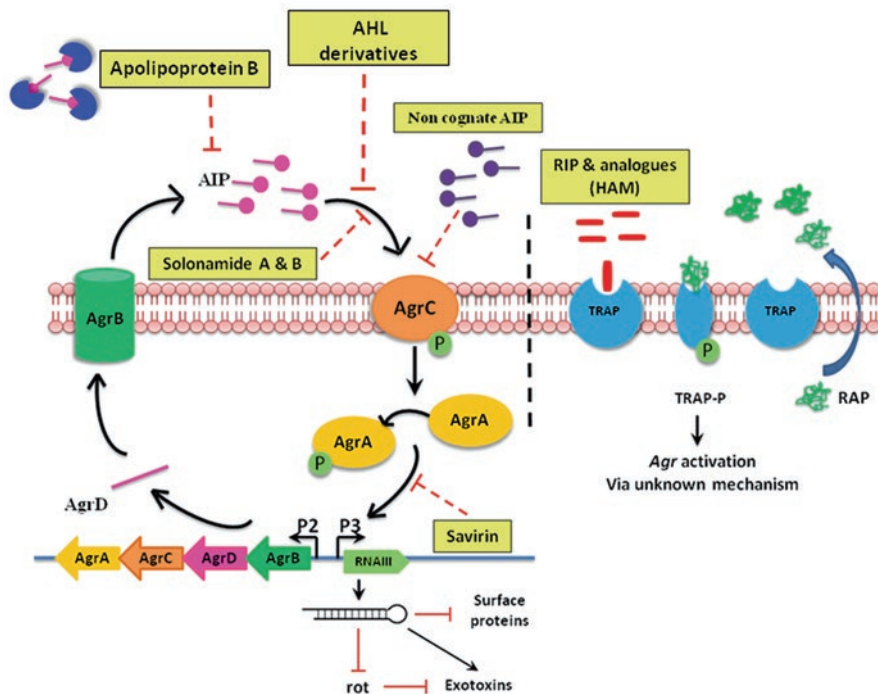 AHL
derivatives
Apolipoprotein B
Non cognate AIP
RIP & analogues
(HAM)
AIP
Solonamide A & B
AgrB
AgrC
P
TRAP
P
TRAP
TRAP-P
RAP
AgrA
AgrA
P
Agr activation
Via unknown mechanism
AgrD
P2
P3
Savirin
AgrA
AgrC
AgrD
AgrB
RNAIII
Surface
proteins
rot
Exotoxins